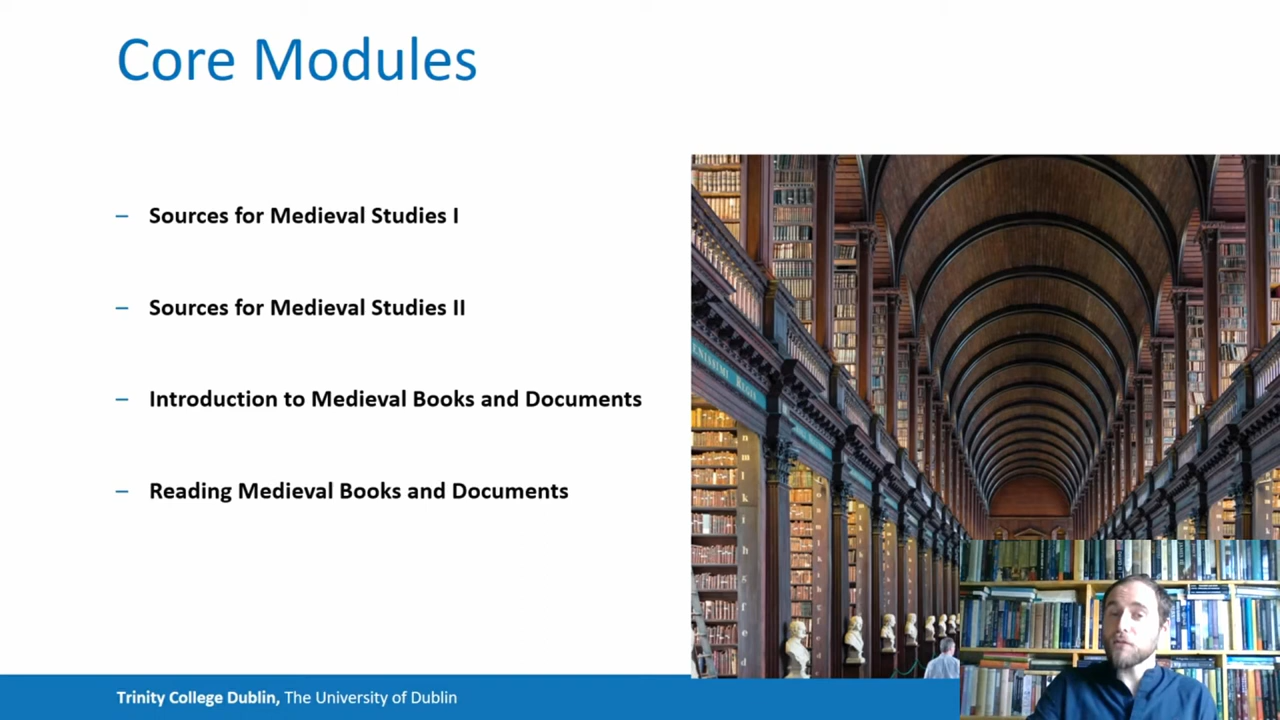 Core Modules
– Sources for Medieval Studies I
– Sources for Medieval Studies II
– Introduction to Medieval Books and Documents
– Reading Medieval Books and Documents
Trinity College Dublin, The University of Dublin